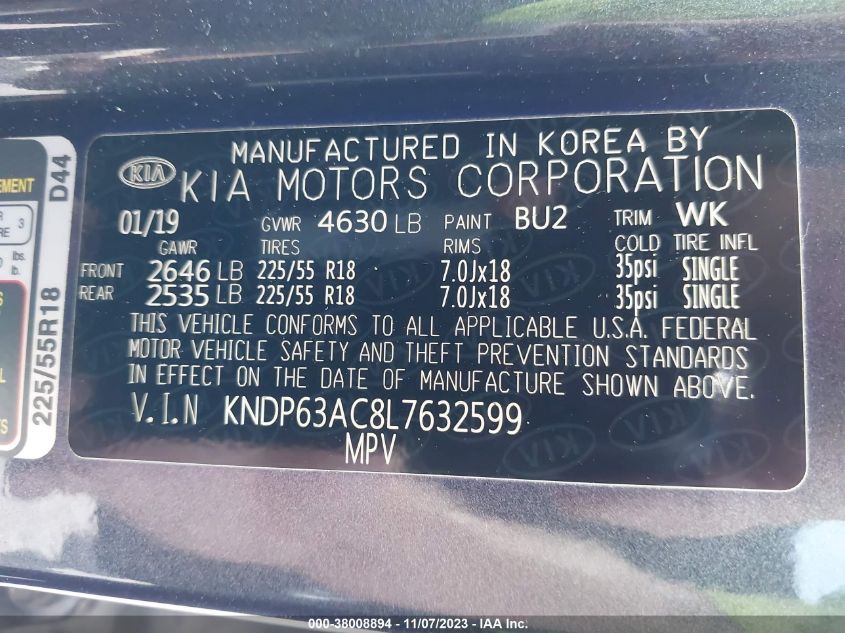 MANUFACTURED IN KOREA BY
KIA KIA MOTORS CORPORATION
01/19 GVWR 4630 LB PAINT BU2 TRIM WK
GAWR TIRES RIMS COLD TIRE INFL
FRONT 2646 LB 225/55 R18 7.0Jx18 35psi SINGLE
REAR 2535 LB 225/55 R18 7.0Jx18 35psi SINGLE
THIS VEHICLE CONFORMS TO ALL APPLICABLE U.S.A. FEDERAL
MOTOR VEHICLE SAFETY AND THEFT PREVENTION STANDARDS
IN EFFECT ON THE DATE OF MANUFACTURE SHOWN ABOVE.
V.I.N KNDP63AC8L7632599
MPV
225/55R18 D44
3
lbs.
000-38008894 — 11/07/2023 — IAA Inc.